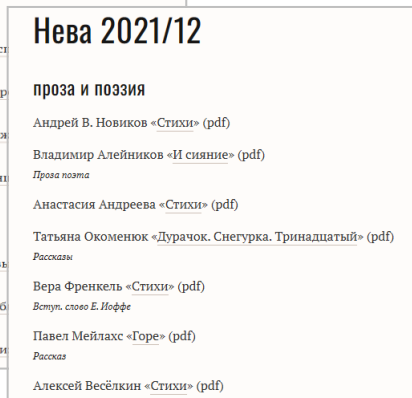 Нева 2021/12
проза и поэзия
Андрей В. Новиков «Стихи» (pdf)
Владимир Алейников «И сияние» (pdf)
Проза поэта
Анастасия Андреева «Стихи» (pdf)
Татьяна Окоменюк «Дурачок. Снегурка. Тринадцатый» (pdf)
Рассказы
Вера Френкель «Стихи» (pdf)
Вступ. слово Е. Иоффе
Павел Мейлахс «Горе» (pdf)
Рассказ
Алексей Весёлкин «Стихи» (pdf)